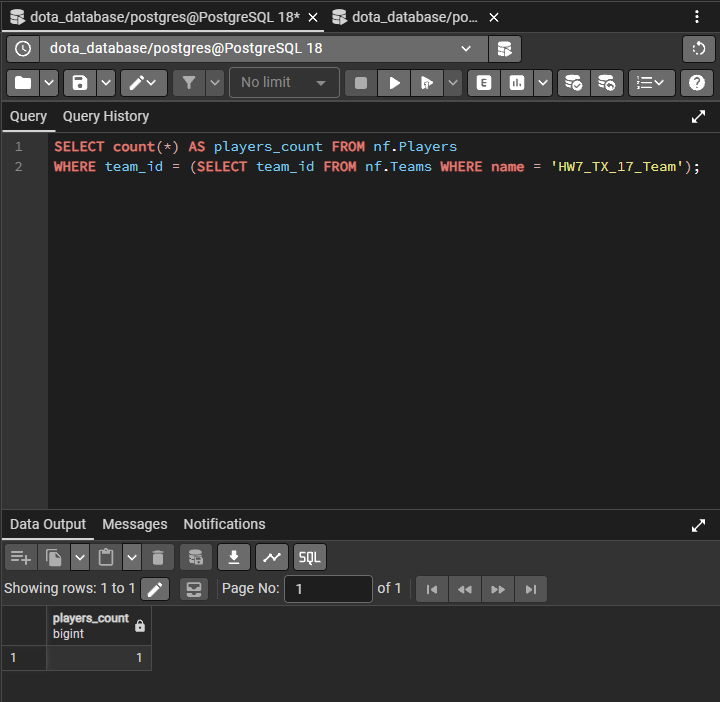 dota_database/postgres@PostgreSQL 18*
dota_database/po...
dota_database/postgres@PostgreSQL 18
No limit
E
Query
Query History
1 SELECT count(*) AS players_count FROM nf.Players
2 WHERE team_id = (SELECT team_id FROM nf.Teams WHERE name = 'HW7_TX_17_Team');
Data Output
Messages
Notifications
SQL
Showing rows: 1 to 1
Page No:
1
of 1
players_count
bigint
1
1